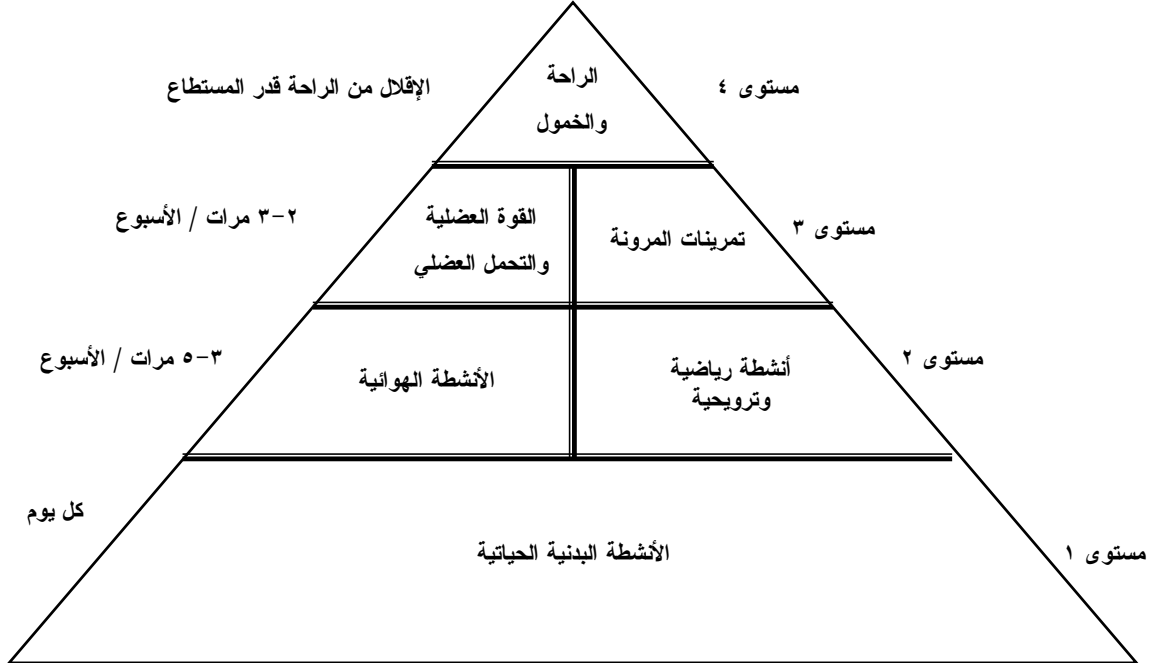 الراحة
والخمول
مستوى ٤
الإقلال من الراحة قدر المستطاع
مستوى ٣
تمرينات المرونة
القوة العضلية
والتحمل العضلي
٢-٣ مرات / الأسبوع
مستوى ٢
أنشطة رياضية
وترويحية
الأنشطة الهوائية
٣-٥ مرات / الأسبوع
مستوى ١
الأنشطة البدنية الحياتية
كل يوم